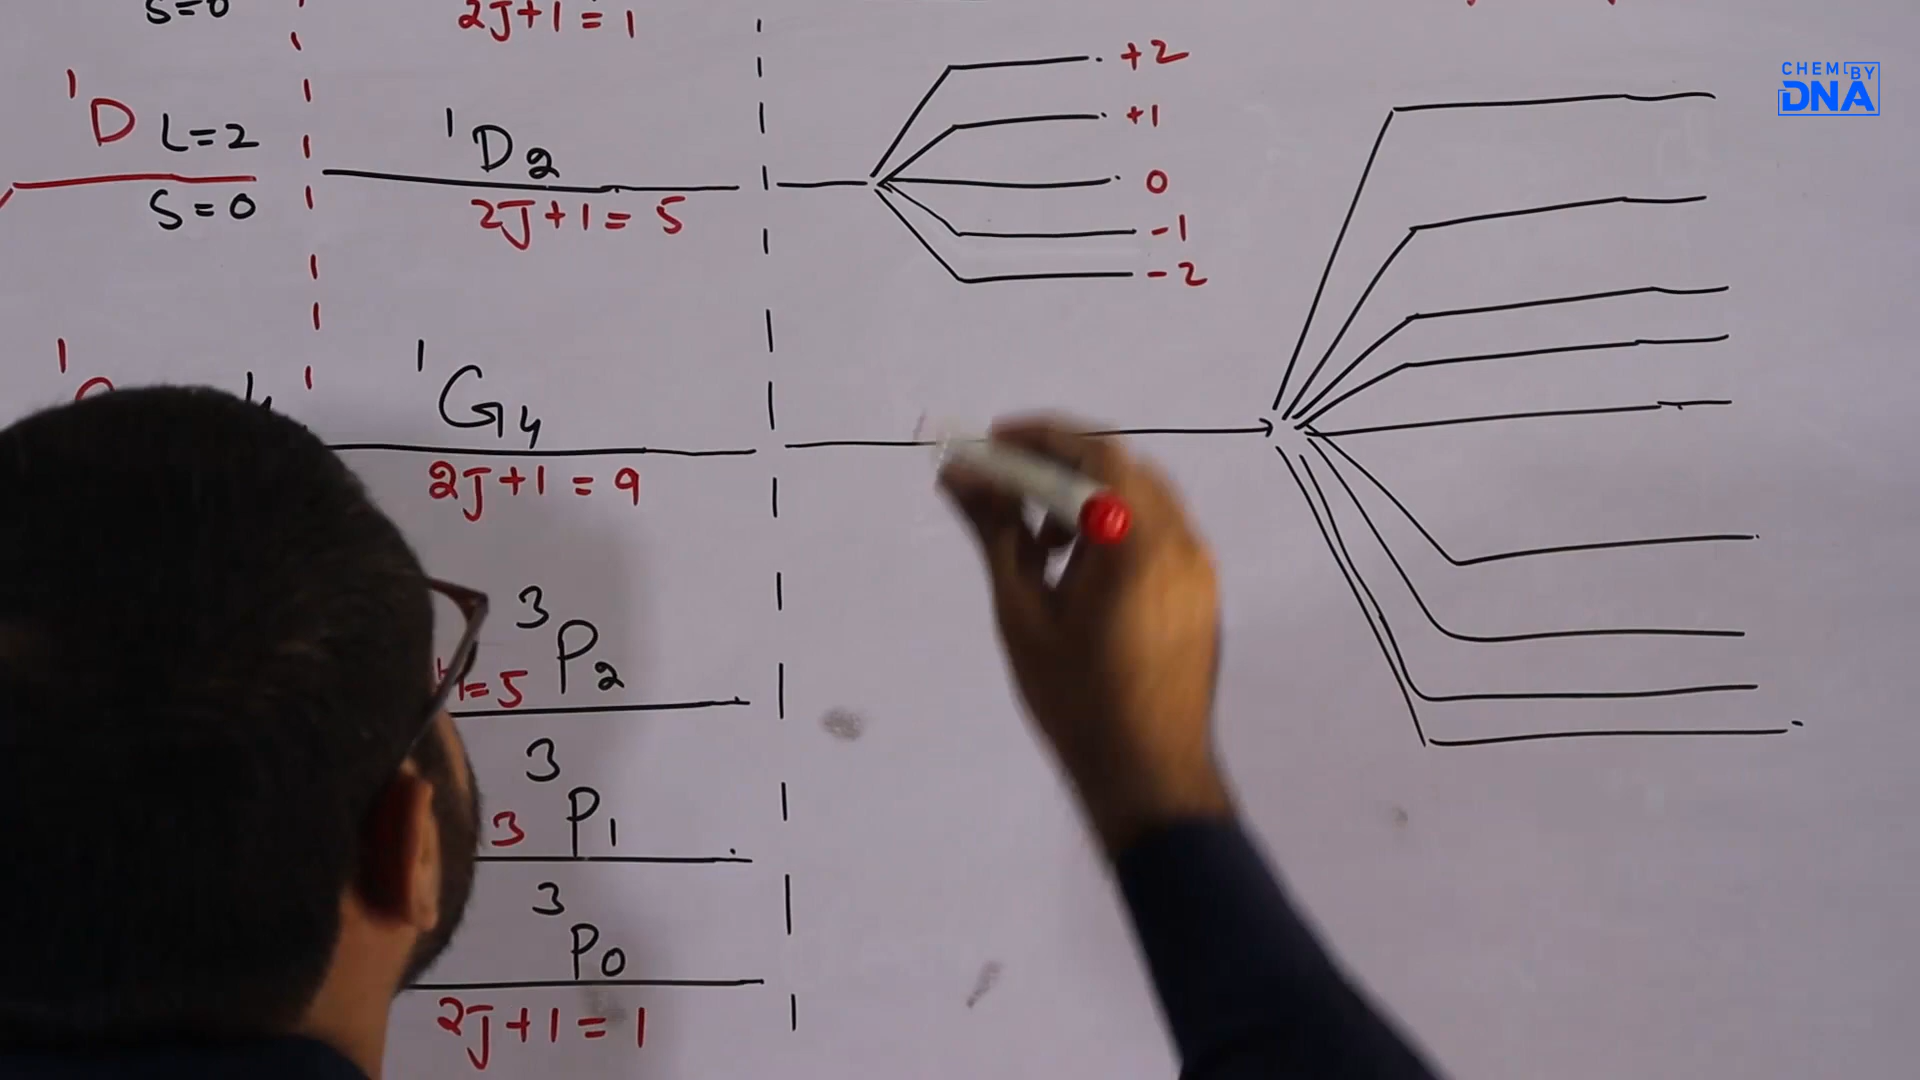 S=0
2J+1 = 1
+2
+1
0
-1
-2
CHEM BY
DNA
¹D L=2
S=0
¹D₂
2J+1 = 5
¹G₄
2J+1 = 9
³P₂
=5
³P₁
3
³P₀
2J+1 = 1